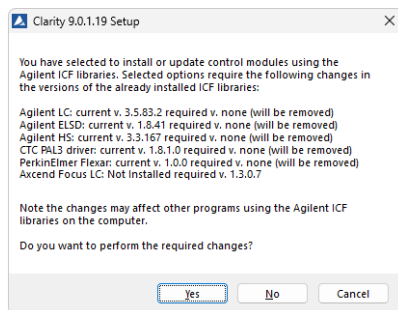 Clarity 9.0.1.19 Setup
You have selected to install or update control modules using the
Agilent ICF libraries. Selected options require the following changes in
the versions of the already installed ICF libraries:
Agilent LC: current v. 3.5.83.2 required v. none (will be removed)
Agilent ELSD: current v. 1.8.41 required v. none (will be removed)
Agilent HS: current v. 3.3.167 required v. none (will be removed)
CTC PAL3 driver: current v. 1.8.1.0 required v. none (will be removed)
PerkinElmer Flexar: current v. 1.0.0 required v. none (will be removed)
Axcend Focus LC: Not Installed required v. 1.3.0.7
Note the changes may affect other programs using the Agilent ICF
libraries on the computer.
Do you want to perform the required changes?
Yes No Cancel